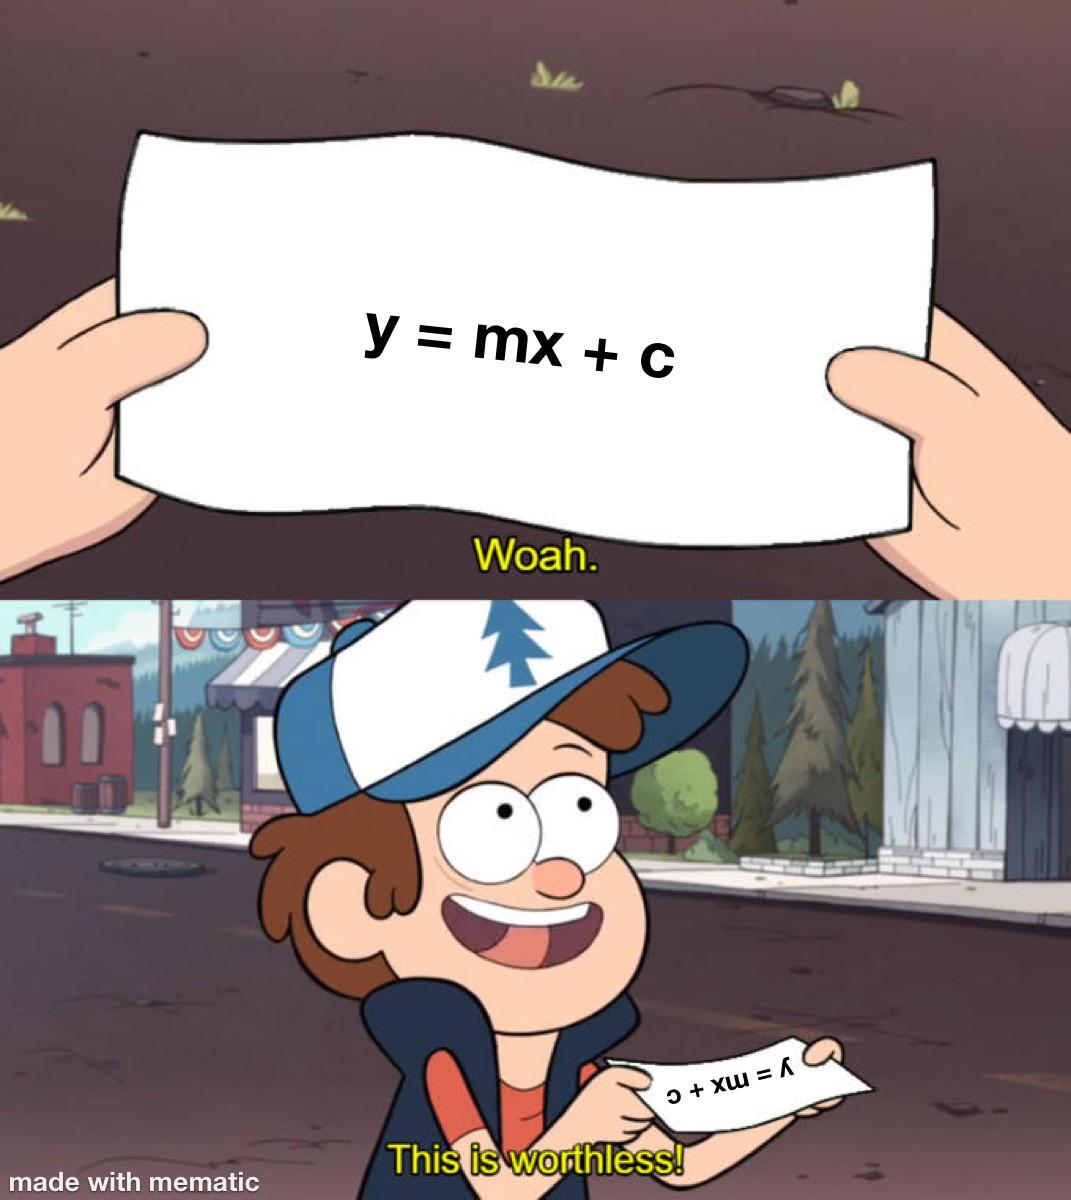 y = mx + c
Woah.
y = mx + c
This is worthless!
made with mematic